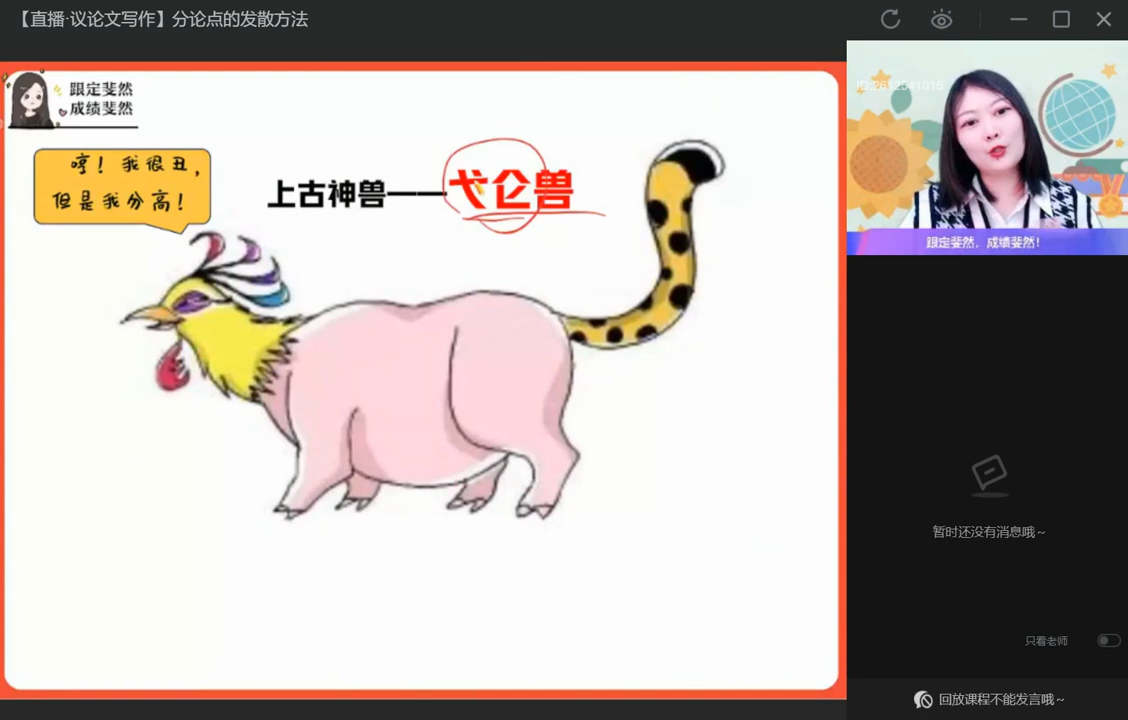 【直播·议论文写作】分论点的发散方法
跟定斐然
成绩斐然
哼！我很丑，
但是我分高！
上古神兽——弋仑兽
ID:2612541015
跟定斐然，成绩斐然！
暂时还没有消息哦~
只看老师
回放课程不能发言哦~